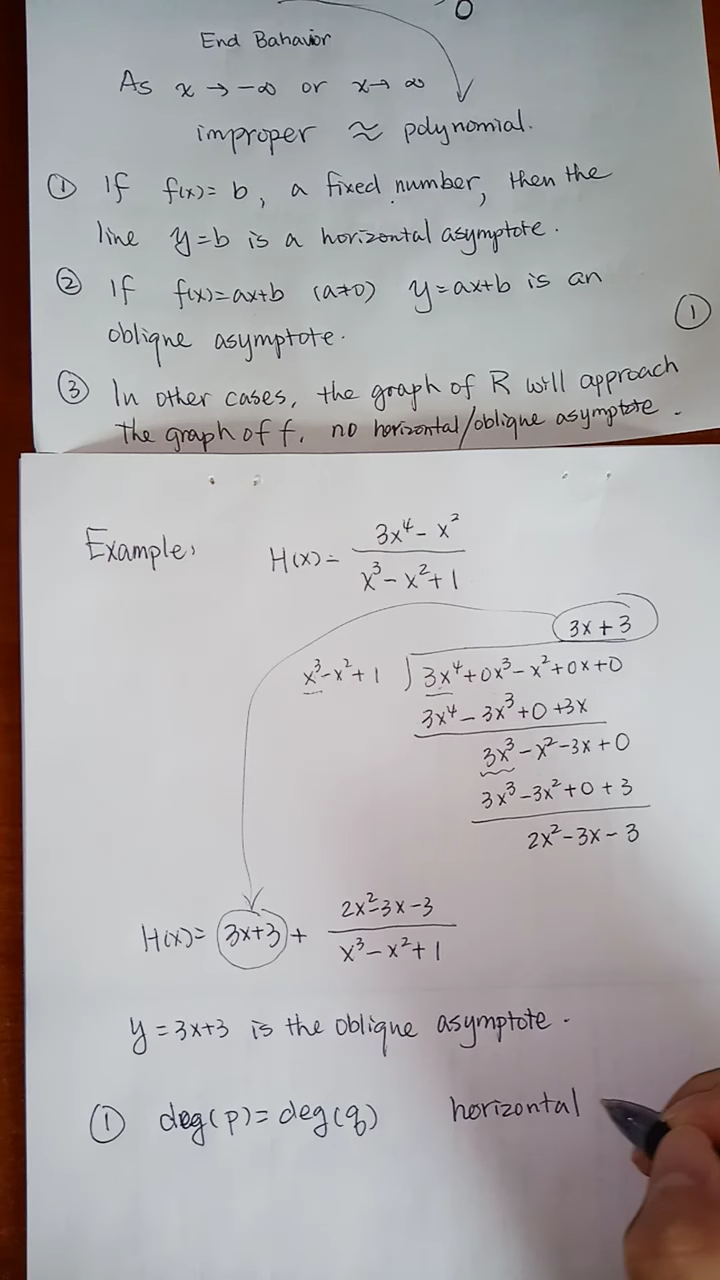 0
End Bahavior
As x → -∞ or x → ∞
improper ≈ polynomial.
① If f(x)= b, a fixed number, then the
line y=b is a horizontal asymptote.
② If f(x)=ax+b (a≠0) y=ax+b is an
oblique asymptote.
①
③ In other cases, the graph of R will approach
the graph of f. no horizontal/oblique asymptote.
Example: H(x)= (3x⁴ - x²)/(x³ - x² + 1)
3x + 3
x³-x²+1 ) 3x⁴+0x³-x²+0x+0
3x⁴-3x³+0+3x
3x³-x²-3x+0
3x³-3x²+0+3
2x²-3x-3
H(x)= 3x+3 + (2x²-3x-3)/(x³-x²+1)
y=3x+3 is the oblique asymptote.
① deg(p)=deg(q) horizontal